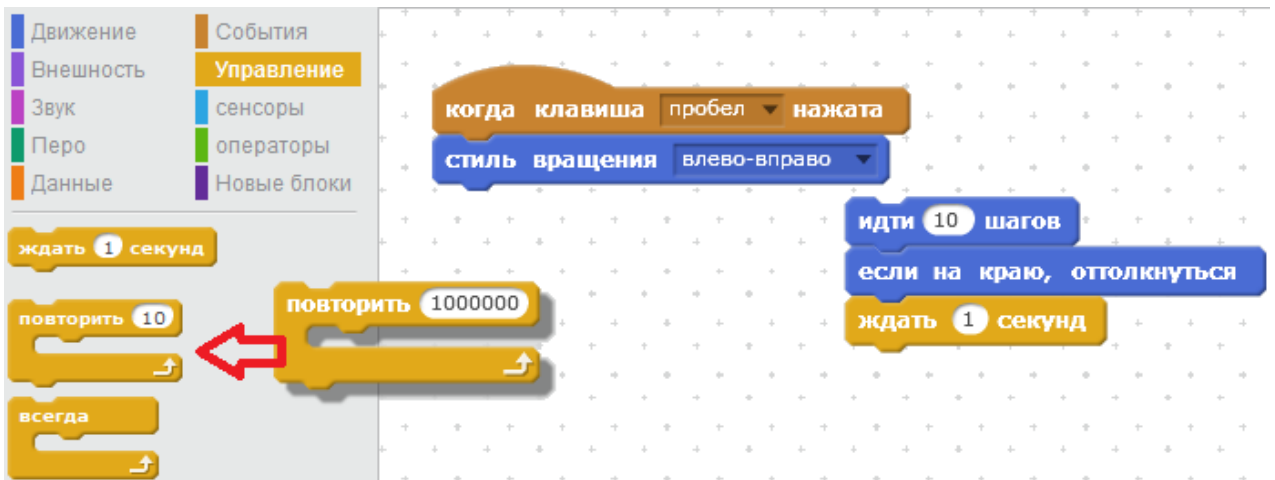 Движение
События
Внешность
Управление
Звук
сенсоры
Перо
операторы
Данные
Новые блоки
ждать 1 секунд
повторить 10
всегда
когда клавиша пробел нажата
стиль вращения влево-вправо
повторить 1000000
идти 10 шагов
если на краю, оттолкнуться
ждать 1 секунд